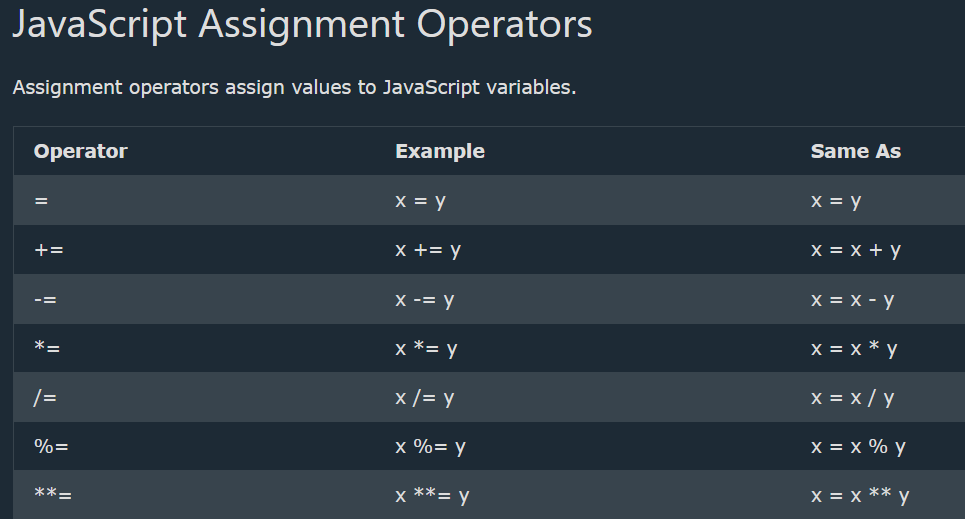 JavaScript Assignment Operators
Assignment operators assign values to JavaScript variables.
Operator Example Same As
= x = y x = y
+= x += y x = x + y
-= x -= y x = x - y
*= x *= y x = x * y
/= x /= y x = x / y
%= x %= y x = x % y
**= x **= y x = x ** y